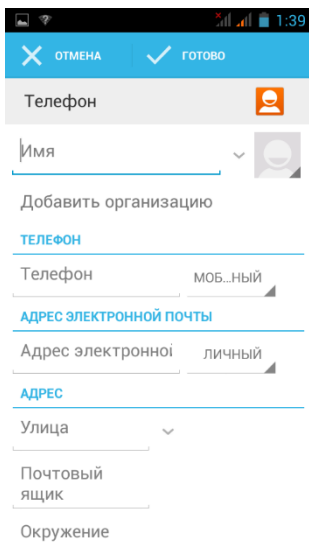 1:39
ОТМЕНА ГОТОВО
Телефон
Имя
Добавить организацию
ТЕЛЕФОН
Телефон МОБ...НЫЙ
АДРЕС ЭЛЕКТРОННОЙ ПОЧТЫ
Адрес электронно ЛИЧНЫЙ
АДРЕС
Улица
Почтовый
ящик
Окружение